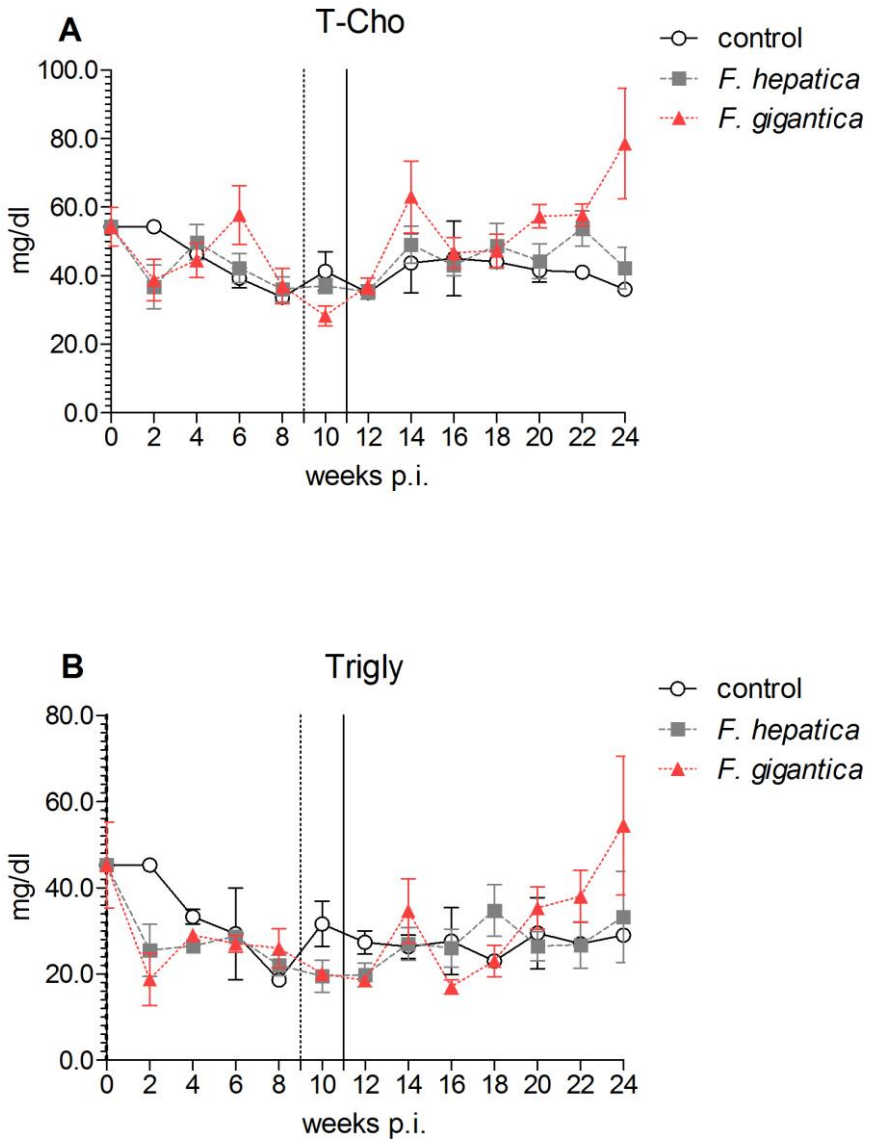 A
T-Cho
control
F. hepatica
F. gigantica
100.0
80.0
60.0
40.0
20.0
0.0
mg/dl
0 2 4 6 8 10 12 14 16 18 20 22 24
weeks p.i.
B
Trigly
control
F. hepatica
F. gigantica
80.0
60.0
40.0
20.0
0.0
mg/dl
0 2 4 6 8 10 12 14 16 18 20 22 24
weeks p.i.